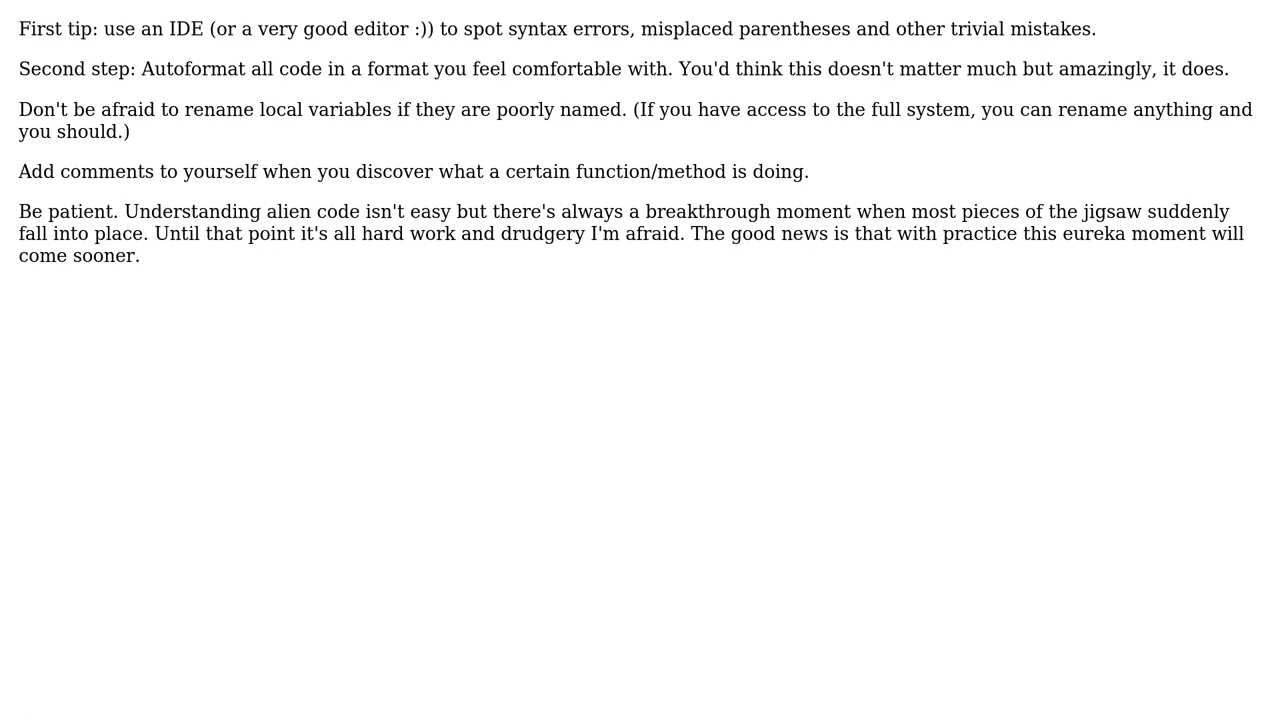 First tip: use an IDE (or a very good editor :)) to spot syntax errors, misplaced parentheses and other trivial mistakes.
Second step: Autoformat all code in a format you feel comfortable with. You'd think this doesn't matter much but amazingly, it does.
Don't be afraid to rename local variables if they are poorly named. (If you have access to the full system, you can rename anything and
you should.)
Add comments to yourself when you discover what a certain function/method is doing.
Be patient. Understanding alien code isn't easy but there's always a breakthrough moment when most pieces of the jigsaw suddenly
fall into place. Until that point it's all hard work and drudgery I'm afraid. The good news is that with practice this eureka moment will
come sooner.